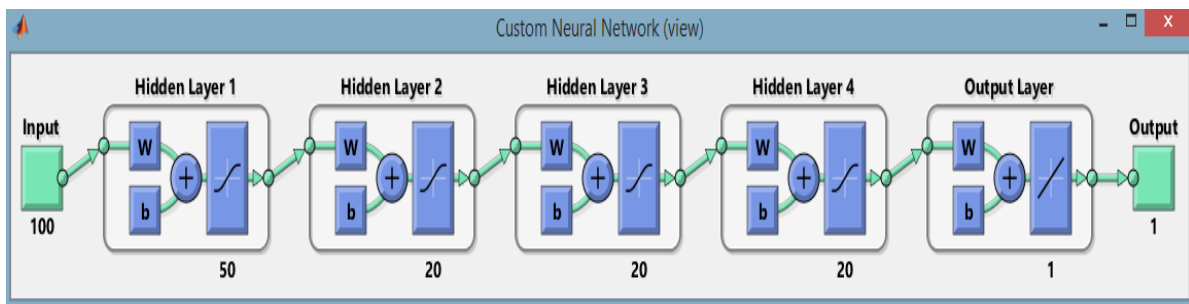 Custom Neural Network (view)
Hidden Layer 1 Hidden Layer 2 Hidden Layer 3 Hidden Layer 4 Output Layer
Input Output
W W W W W
+ + + + +
b b b b b
100 1
50 20 20 20 1